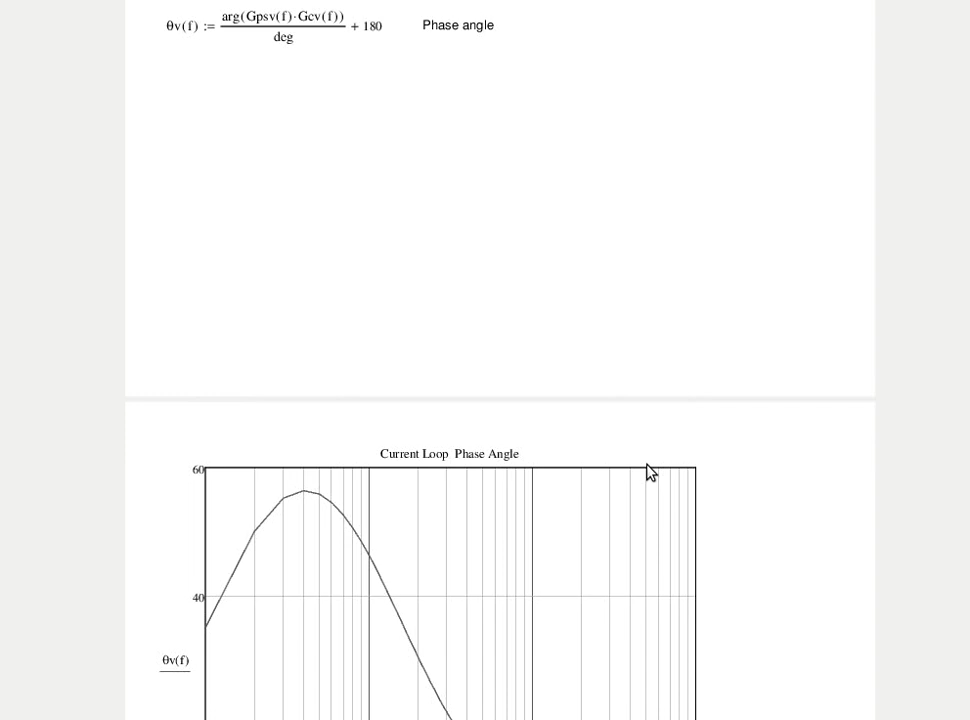 θv(f) := arg(Gpsv(f)·Gcv(f)) / deg + 180 Phase angle
Current Loop Phase Angle
60
40
θv(f)